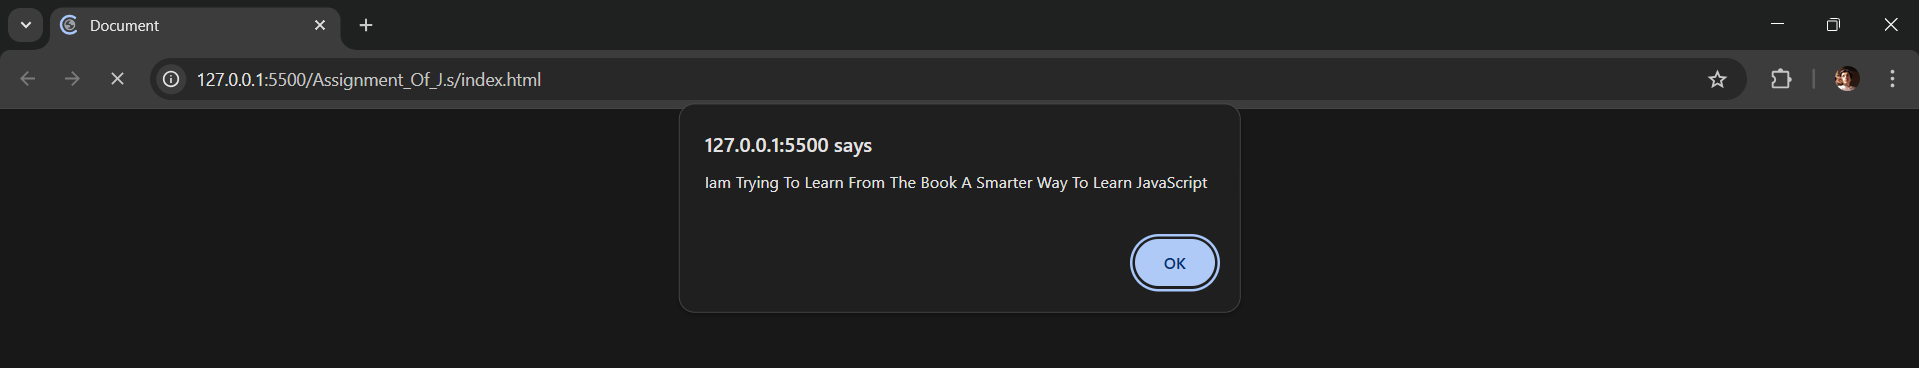 Document
127.0.0.1:5500/Assignment_Of_J.s/index.html
127.0.0.1:5500 says
Iam Trying To Learn From The Book A Smarter Way To Learn JavaScript
OK